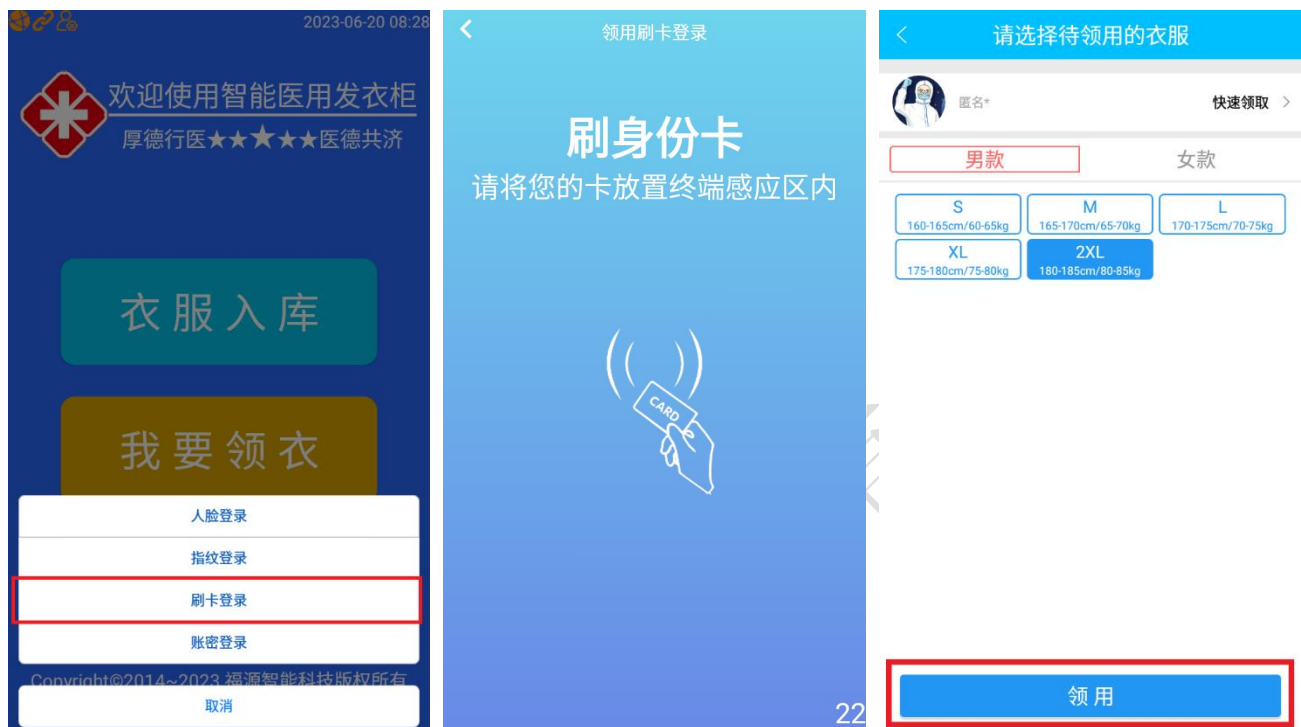 2023-06-20 08:28
欢迎使用智能医用发衣柜
厚德行医★★★★★医德共济
衣服入库
我要领衣
人脸登录
指纹登录
刷卡登录
账密登录
Copyright©2014~2023 福源智能科技版权所有
取消
领用刷卡登录
刷身份卡
请将您的卡放置终端感应区内
CARD
22
请选择待领用的衣服
匿名*
快速领取
男款
女款
S
160-165cm/60-65kg
M
165-170cm/65-70kg
L
170-175cm/70-75kg
XL
175-180cm/75-80kg
2XL
180-185cm/80-85kg
领用